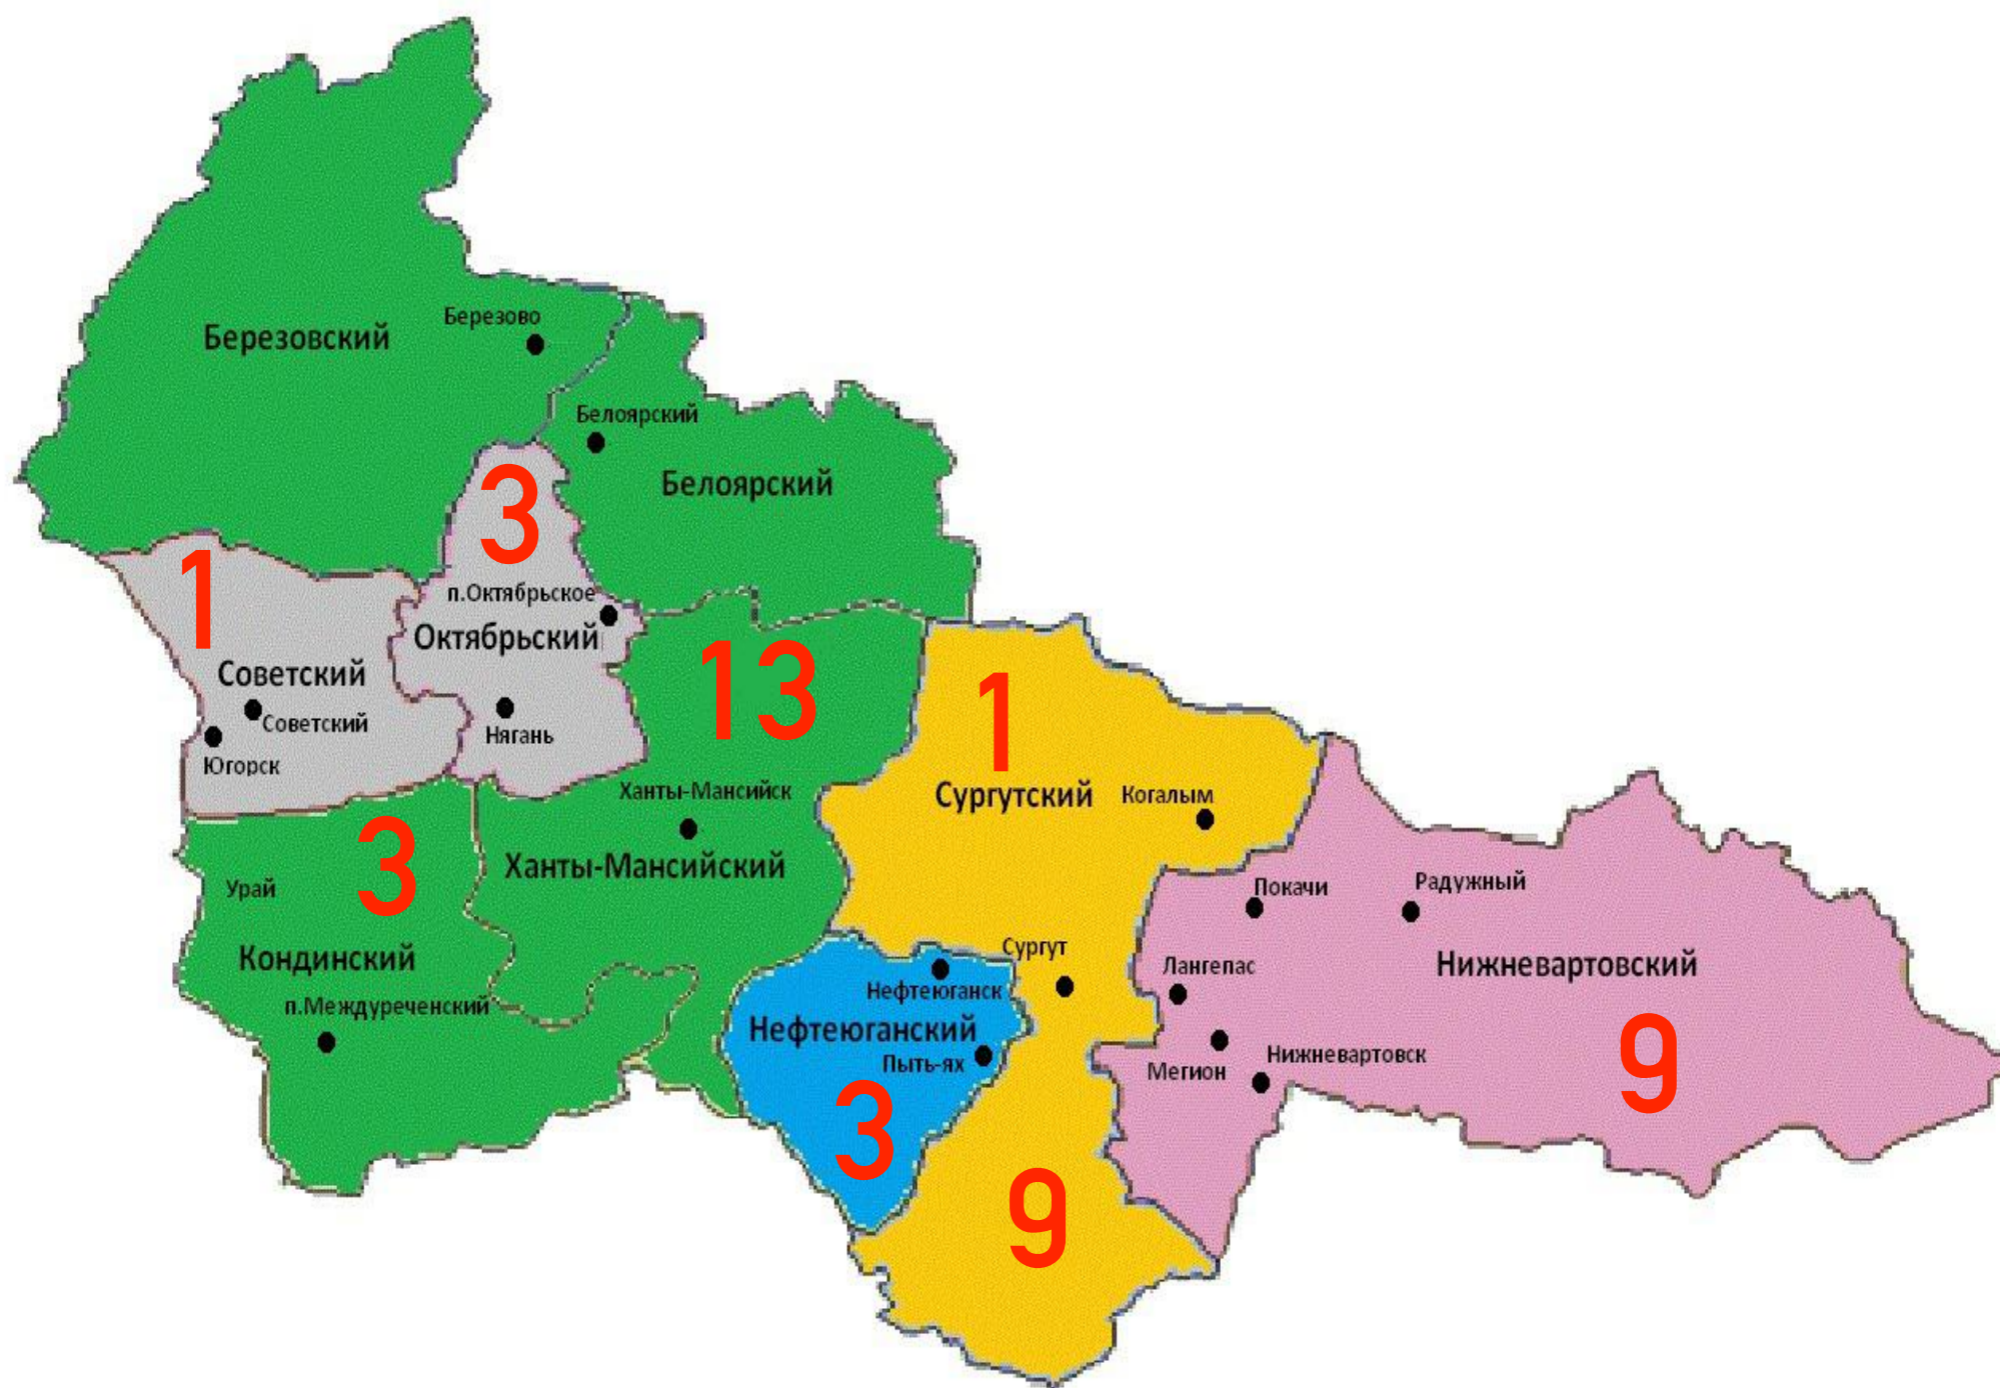 Березово
Березовский
Белоярский
3
Белоярский
1
п.Октябрьское
Октябрьский
13
Советский
1
Советский
Нягань
Югорск
Ханты-Мансийск
Сургутский
Когалым
3
Ханты-Мансийский
Урай
Покачи
Радужный
Кондинский
Сургут
Лангепас
Нижневартовский
п.Междуреченский
Нефтеюганск
Нефтеюганский
Пыть-ях
Мегион
Нижневартовск
9
3
9